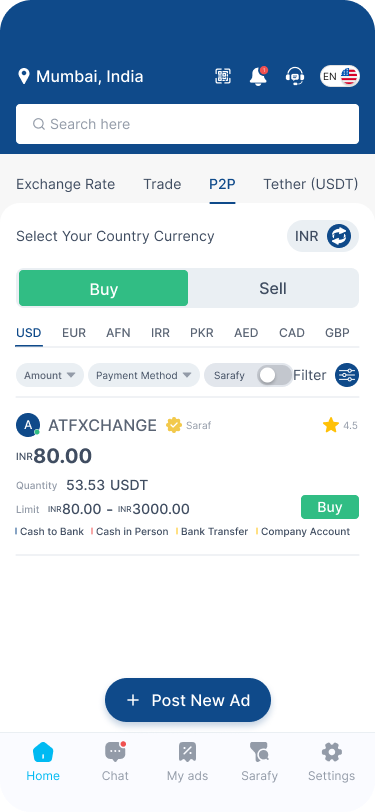 Mumbai, India
1
EN
Search here
Exchange Rate Trade P2P Tether (USDT)
Select Your Country Currency INR
Buy Sell
USD EUR AFN IRR PKR AED CAD GBP
Amount Payment Method Sarafy Filter
A ATFXCHANGE Saraf 4.5
INR80.00
Quantity 53.53 USDT
Limit INR80.00 - INR3000.00
Buy
Cash to Bank Cash in Person Bank Transfer Company Account
+ Post New Ad
Home Chat My ads Sarafy Settings